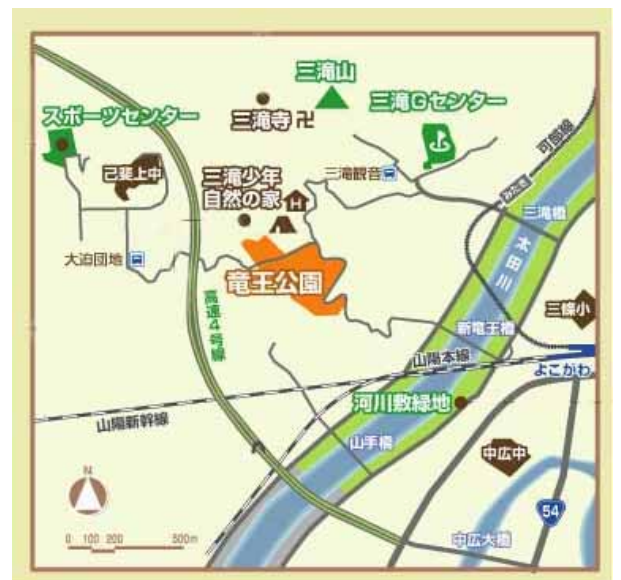 三滝山
三滝寺 卍
三滝Gセンター
スポーツセンター
己斐上中
三滝少年
自然の家
三滝観音
可部線
みたき
三滝橋
太田川
大迫団地
竜王公園
高速4号線
新竜王橋
三篠小
山陽本線
よこがわ
山陽新幹線
河川敷緑地
山手橋
中広中
N
54
中広大橋
0 100 200 500m